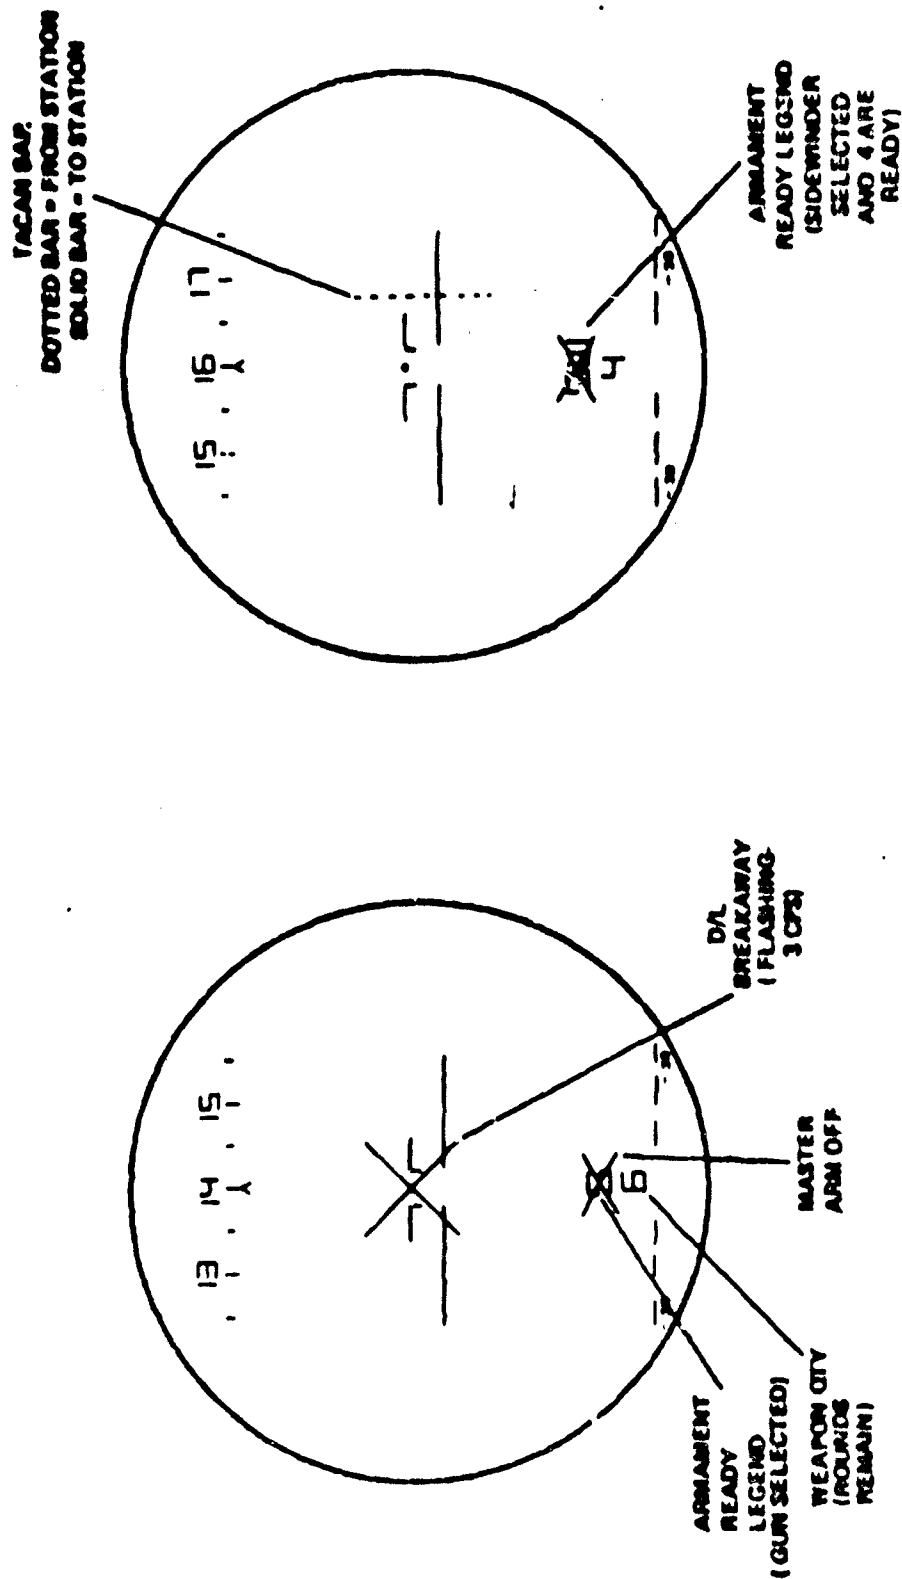 TACAN BAR
DOTTED BAR = FROM STATION
SOLID BAR = TO STATION
13 14 15
6
ARMAMENT
READY
LEGEND
(GUN SELECTED)
WEAPON QTY
(ROUNDS
REMAIN)
MASTER
ARM OFF
D/L
BREAKAWAY
(FLASHING-
3 CPS)
15 16 17
4
ARMAMENT
READY LEGEND
(SIDEWINDER
SELECTED
AND 4 ARE
READY)